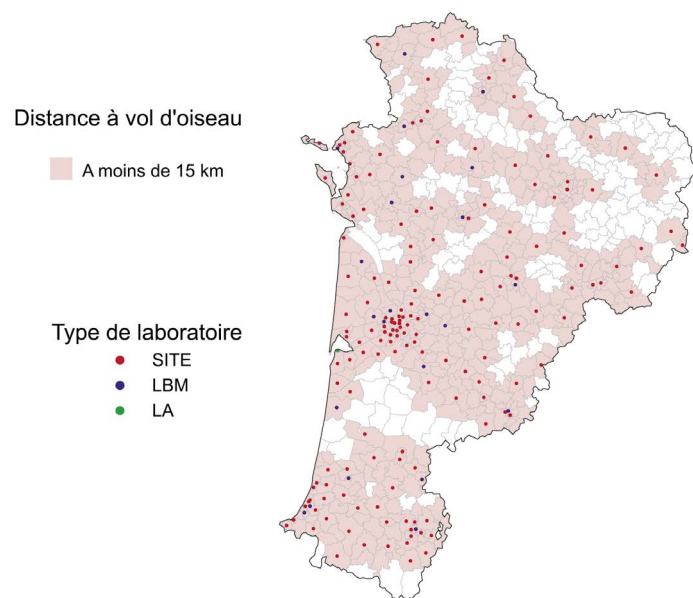 Distance à vol d'oiseau
A moins de 15 km
Type de laboratoire
SITE
LBM
LA